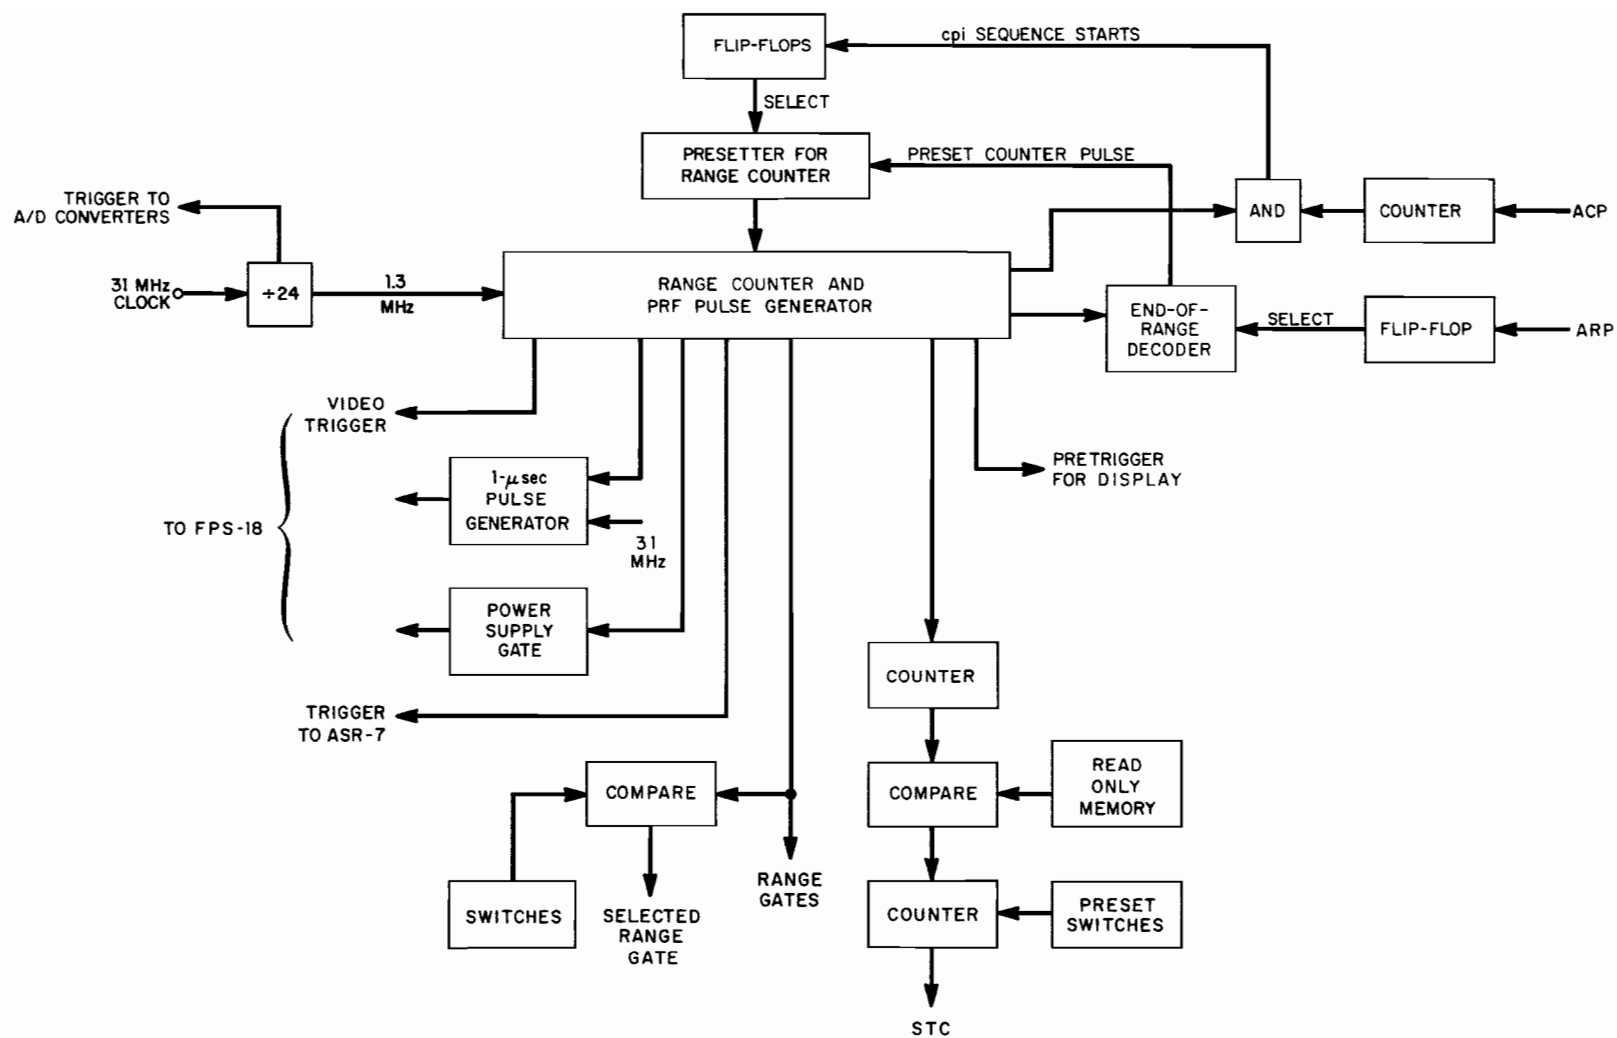 FLIP-FLOPS
cpi SEQUENCE STARTS
SELECT
PRESETTER FOR
RANGE COUNTER
PRESET COUNTER PULSE
TRIGGER TO
A/D CONVERTERS
AND
COUNTER
ACP
31 MHz
CLOCK
÷24
1.3
MHz
RANGE COUNTER AND
PRF PULSE GENERATOR
END-OF-
RANGE
DECODER
SELECT
FLIP-FLOP
ARP
VIDEO
TRIGGER
1-μsec
PULSE
GENERATOR
31
MHz
PRETRIGGER
FOR DISPLAY
TO FPS-18
POWER
SUPPLY
GATE
COUNTER
TRIGGER
TO ASR-7
COMPARE
COMPARE
READ
ONLY
MEMORY
SWITCHES
SELECTED
RANGE
GATE
RANGE
GATES
COUNTER
PRESET
SWITCHES
STC